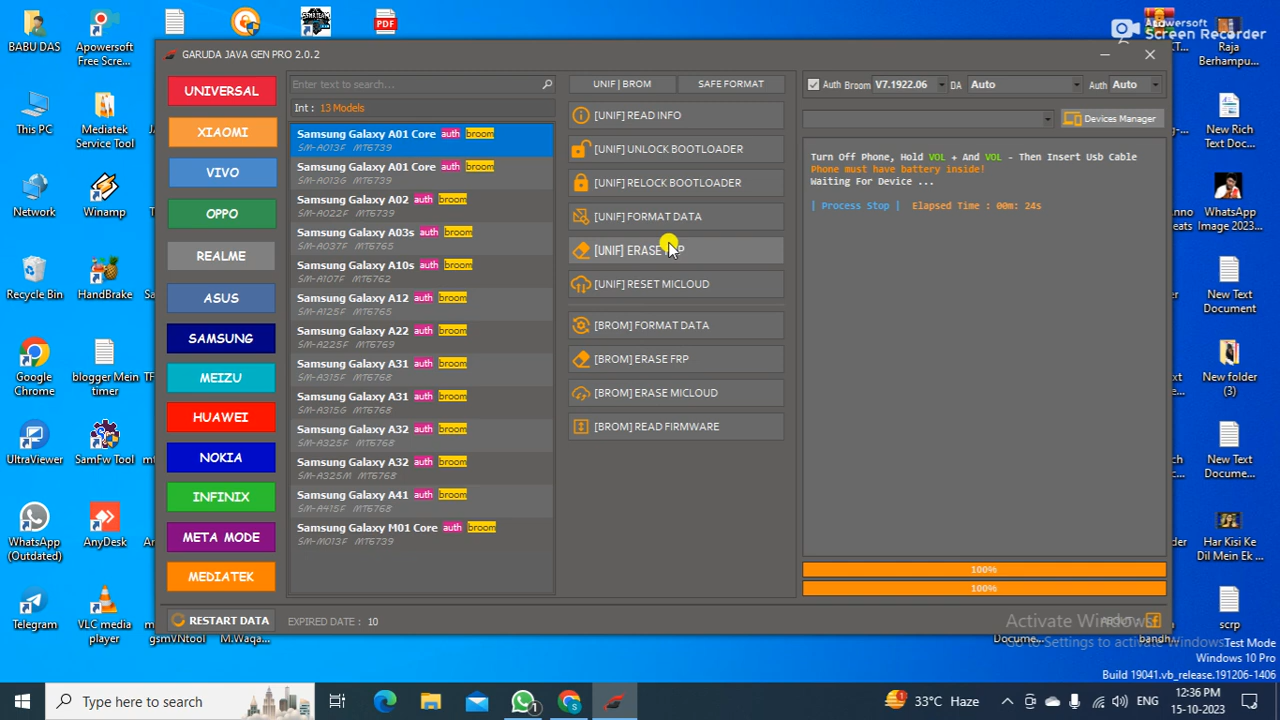 BABU DAS
Apowersoft
Free Scre...
PDF
Apowersoft
Screen Recorder
Raja
Berhampu...
GARUDA JAVA GEN PRO 2.0.2
This PC
Mediatek
Service Tool
New Rich
Text Doc...
Network
Winamp
WhatsApp
Image 2023...
Recycle Bin
HandBrake
New Text
Document
Google
Chrome
blogger Mein
timer
New folder
(3)
UltraViewer
SamFw Tool
New Text
Docume...
WhatsApp
(Outdated)
AnyDesk
Har Kisi Ke
Dil Mein Ek ...
Telegram
VLC media
player
gsmVNtool
M.Waqa...
scrp
UNIVERSAL
XIAOMI
VIVO
OPPO
REALME
ASUS
SAMSUNG
MEIZU
HUAWEI
NOKIA
INFINIX
META MODE
MEDIATEK
RESTART DATA
Enter text to search...
Int : 13 Models
Samsung Galaxy A01 Core auth broom
SM-A013F MT6739
Samsung Galaxy A01 Core auth broom
SM-A013G MT6739
Samsung Galaxy A02 auth broom
SM-A022F MT6739
Samsung Galaxy A03s auth broom
SM-A037F MT6765
Samsung Galaxy A10s auth broom
SM-A107F MT6762
Samsung Galaxy A12 auth broom
SM-A125F MT6765
Samsung Galaxy A22 auth broom
SM-A225F MT6769
Samsung Galaxy A31 auth broom
SM-A315F MT6768
Samsung Galaxy A31 auth broom
SM-A315G MT6768
Samsung Galaxy A32 auth broom
SM-A325F MT6768
Samsung Galaxy A32 auth broom
SM-A325M MT6768
Samsung Galaxy A41 auth broom
SM-A415F MT6768
Samsung Galaxy M01 Core auth broom
SM-M013F MT6739
EXPIRED DATE : 10
UNIF | BROM
SAFE FORMAT
[UNIF] READ INFO
[UNIF] UNLOCK BOOTLOADER
[UNIF] RELOCK BOOTLOADER
[UNIF] FORMAT DATA
[UNIF] ERASE
[UNIF] RESET MICLOUD
[BROM] FORMAT DATA
[BROM] ERASE FRP
[BROM] ERASE MICLOUD
[BROM] READ FIRMWARE
Auth Broom V7.1922.06 DA Auto Auth Auto
Devices Manager
Turn Off Phone, Hold VOL + And VOL - Then Insert Usb Cable
Phone must have battery inside!
Waiting For Device ...
| Process Stop | Elapsed Time : 00m: 24s
100%
100%
Activate Windows
Go to Settings to activate Windows.
Test Mode
Windows 10 Pro
Build 19041.vb_release.191206-1406
Type here to search
1
33°C Haze
ENG
12:36 PM
15-10-2023